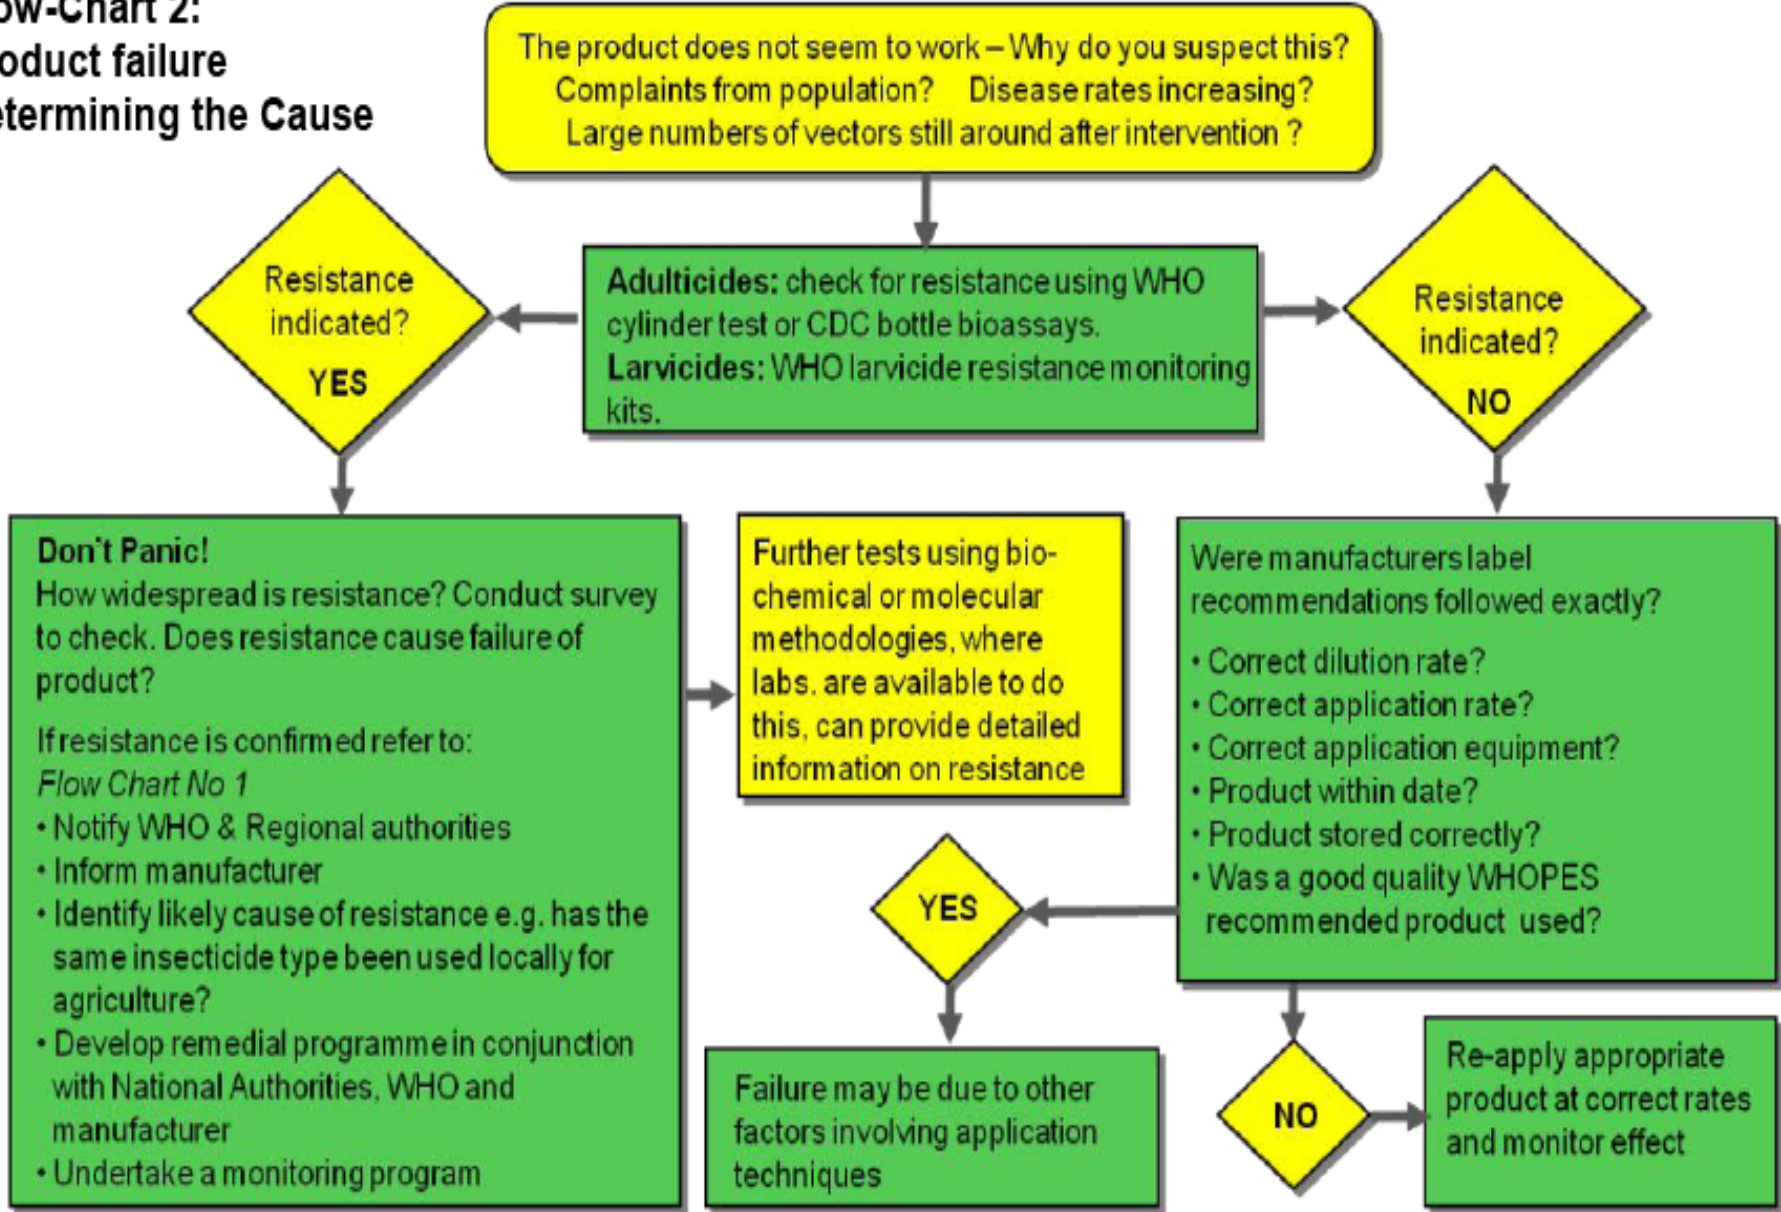 ow-Chart 2:
oduct failure
etermining the Cause
The product does not seem to work – Why do you suspect this?
Complaints from population? Disease rates increasing?
Large numbers of vectors still around after intervention ?
Resistance
indicated?
YES
Adulticides: check for resistance using WHO
cylinder test or CDC bottle bioassays.
Larvicides: WHO larvicide resistance monitoring
kits.
Resistance
indicated?
NO
Don't Panic!
How widespread is resistance? Conduct survey
to check. Does resistance cause failure of
product?
If resistance is confirmed refer to:
Flow Chart No 1
• Notify WHO & Regional authorities
• Inform manufacturer
• Identify likely cause of resistance e.g. has the
same insecticide type been used locally for
agriculture?
• Develop remedial programme in conjunction
with National Authorities, WHO and
manufacturer
• Undertake a monitoring program
Further tests using bio-
chemical or molecular
methodologies, where
labs. are available to do
this, can provide detailed
information on resistance
Were manufacturers label
recommendations followed exactly?
• Correct dilution rate?
• Correct application rate?
• Correct application equipment?
• Product within date?
• Product stored correctly?
• Was a good quality WHOPES
recommended product used?
YES
Failure may be due to other
factors involving application
techniques
NO
Re-apply appropriate
product at correct rates
and monitor effect